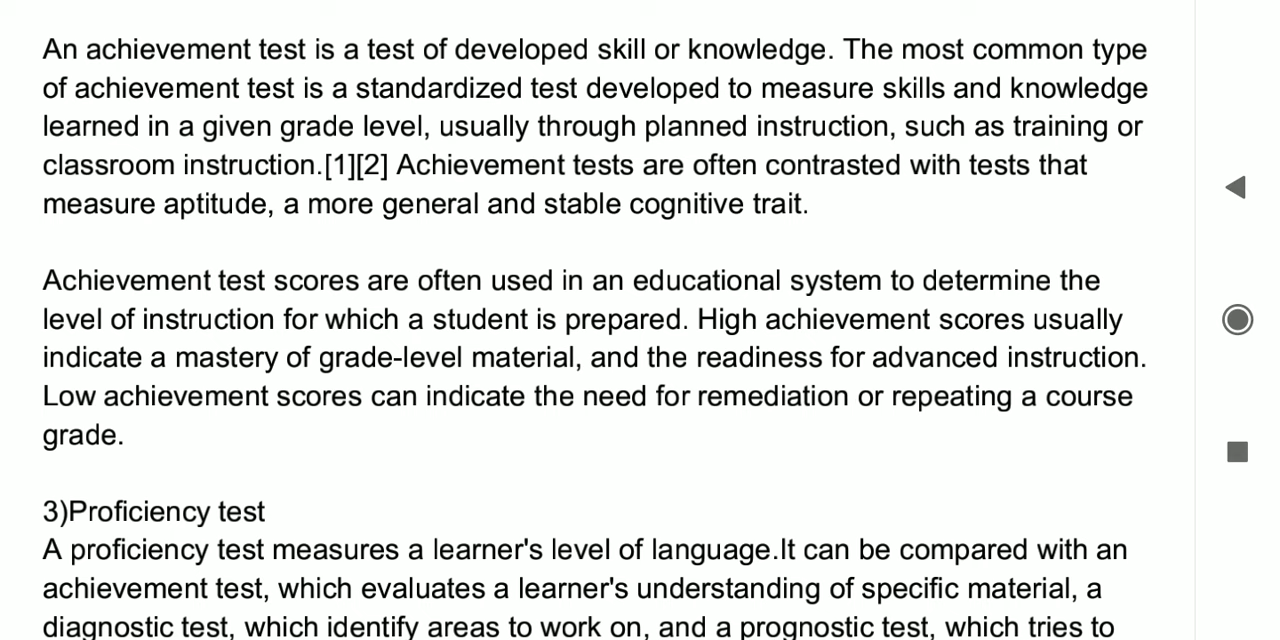 An achievement test is a test of developed skill or knowledge. The most common type
of achievement test is a standardized test developed to measure skills and knowledge
learned in a given grade level, usually through planned instruction, such as training or
classroom instruction.[1][2] Achievement tests are often contrasted with tests that
measure aptitude, a more general and stable cognitive trait.
Achievement test scores are often used in an educational system to determine the
level of instruction for which a student is prepared. High achievement scores usually
indicate a mastery of grade-level material, and the readiness for advanced instruction.
Low achievement scores can indicate the need for remediation or repeating a course
grade.
3)Proficiency test
A proficiency test measures a learner's level of language.It can be compared with an
achievement test, which evaluates a learner's understanding of specific material, a
diagnostic test, which identify areas to work on, and a prognostic test, which tries to